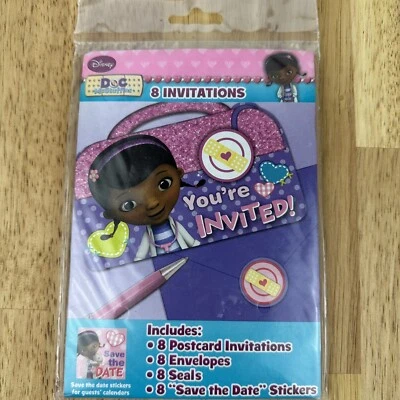 Disney
Doc
McStuffins
8 INVITATIONS
You're
INVITED!
Includes:
• 8 Postcard Invitations
• 8 Envelopes
• 8 Seals
• 8 "Save the Date" Stickers
Save
the
DATE
Save the date stickers
for guests' calendars